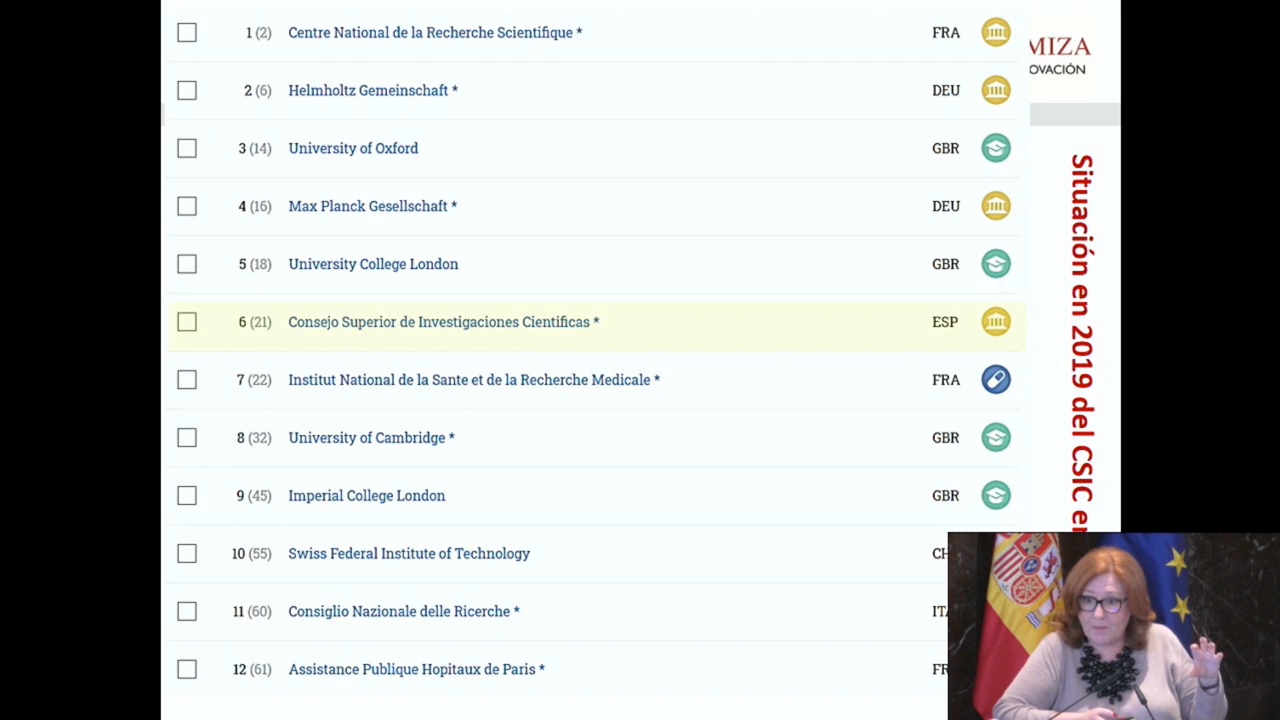 1 (2) Centre National de la Recherche Scientifique * FRA
2 (6) Helmholtz Gemeinschaft * DEU
3 (14) University of Oxford GBR
4 (16) Max Planck Gesellschaft * DEU
5 (18) University College London GBR
6 (21) Consejo Superior de Investigaciones Cientificas * ESP
7 (22) Institut National de la Sante et de la Recherche Medicale * FRA
8 (32) University of Cambridge * GBR
9 (45) Imperial College London GBR
10 (55) Swiss Federal Institute of Technology
11 (60) Consiglio Nazionale delle Ricerche *
12 (61) Assistance Publique Hopitaux de Paris *
Situación en 2019 del CSIC